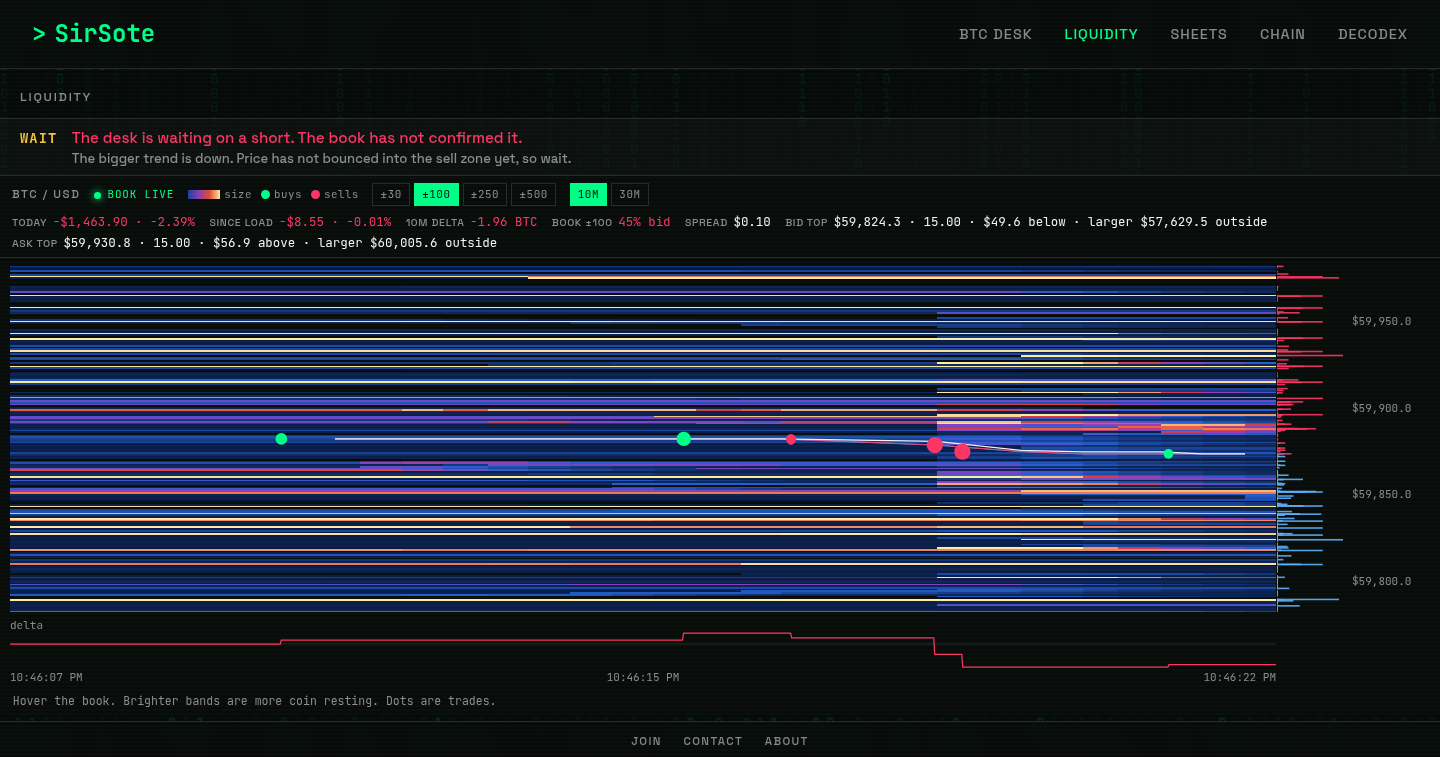 > SirSote
BTC DESK LIQUIDITY SHEETS CHAIN DECODEX
LIQUIDITY
WAIT The desk is waiting on a short. The book has not confirmed it.
The bigger trend is down. Price has not bounced into the sell zone yet, so wait.
BTC / USD BOOK LIVE size buys sells ±30 ±100 ±250 ±500 10M 30M
TODAY -$1,463.90 · -2.39% SINCE LOAD -$8.55 · -0.01% 10M DELTA -1.96 BTC BOOK ±100 45% bid SPREAD $0.10 BID TOP $59,824.3 · 15.00 · $49.6 below · larger $57,629.5 outside
ASK TOP $59,930.8 · 15.00 · $56.9 above · larger $60,005.6 outside
$59,950.0
$59,900.0
$59,850.0
$59,800.0
delta
10:46:07 PM 10:46:15 PM 10:46:22 PM
Hover the book. Brighter bands are more coin resting. Dots are trades.
JOIN CONTACT ABOUT